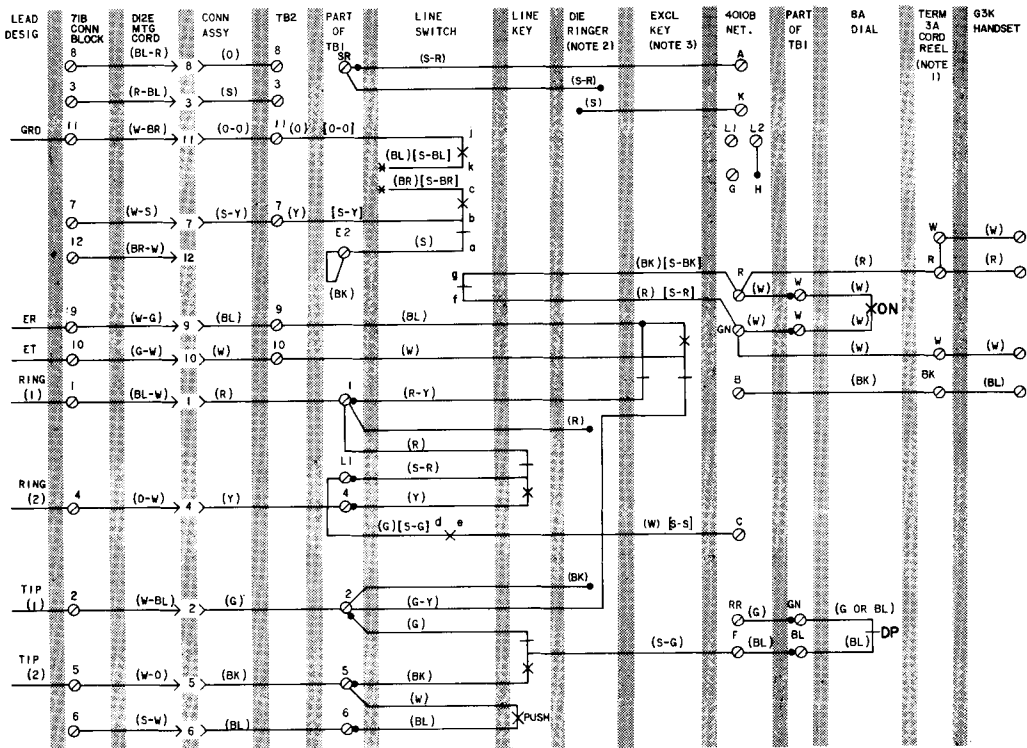 LEAD DESIG
71B CONN BLOCK
D12E MTG CORD
CONN ASSY
TB2
PART OF TB1
LINE SWITCH
LINE KEY
DIE RINGER (NOTE 2)
EXCL KEY (NOTE 3)
4010B NET.
PART OF TB1
8A DIAL
TERM 3A CORD REEL (NOTE 1)
G3K HANDSET
8 (BL-R) 8 (O) 8 SR (S-R) A
3 (R-BL) 3 (S) 3 (S-R)
(S) K
GRD 11 (W-BR) 11 (O-O) 11 (O) [O-O] j
L1 L2
(BL)[S-BL] k
(BR)[S-BR] c
G H
7 (W-S) 7 (S-Y) 7 (Y) [S-Y] b
12 (BR-W) 12 E2 (S) a
W (W)
(BK)
g (BK)[S-BK] R (R) R (R)
f (R) [S-R] (W) W (W)
ON
ER 9 (W-G) 9 (BL) 9 (BL) GN (W) W (W)
ET 10 (G-W) 10 (W) 10 (W) (W) W (W)
RING (1) 1 (BL-W) 1 (R) 1 (R-Y) B (BK) BK (BL)
(R)
(R)
L1 (S-R)
RING (2) 4 (O-W) 4 (Y) 4 (Y)
(G)[S-G] d e (W) [S-S] C
(BK)
TIP (1) 2 (W-BL) 2 (G) 2 (G-Y) RR (G) GN (G OR BL)
(G) DP
(S-G) F (BL) BL (BL)
TIP (2) 5 (W-O) 5 (BK) 5 (BK)
(W)
PUSH
6 (S-W) 6 (BL) 6 (BL)